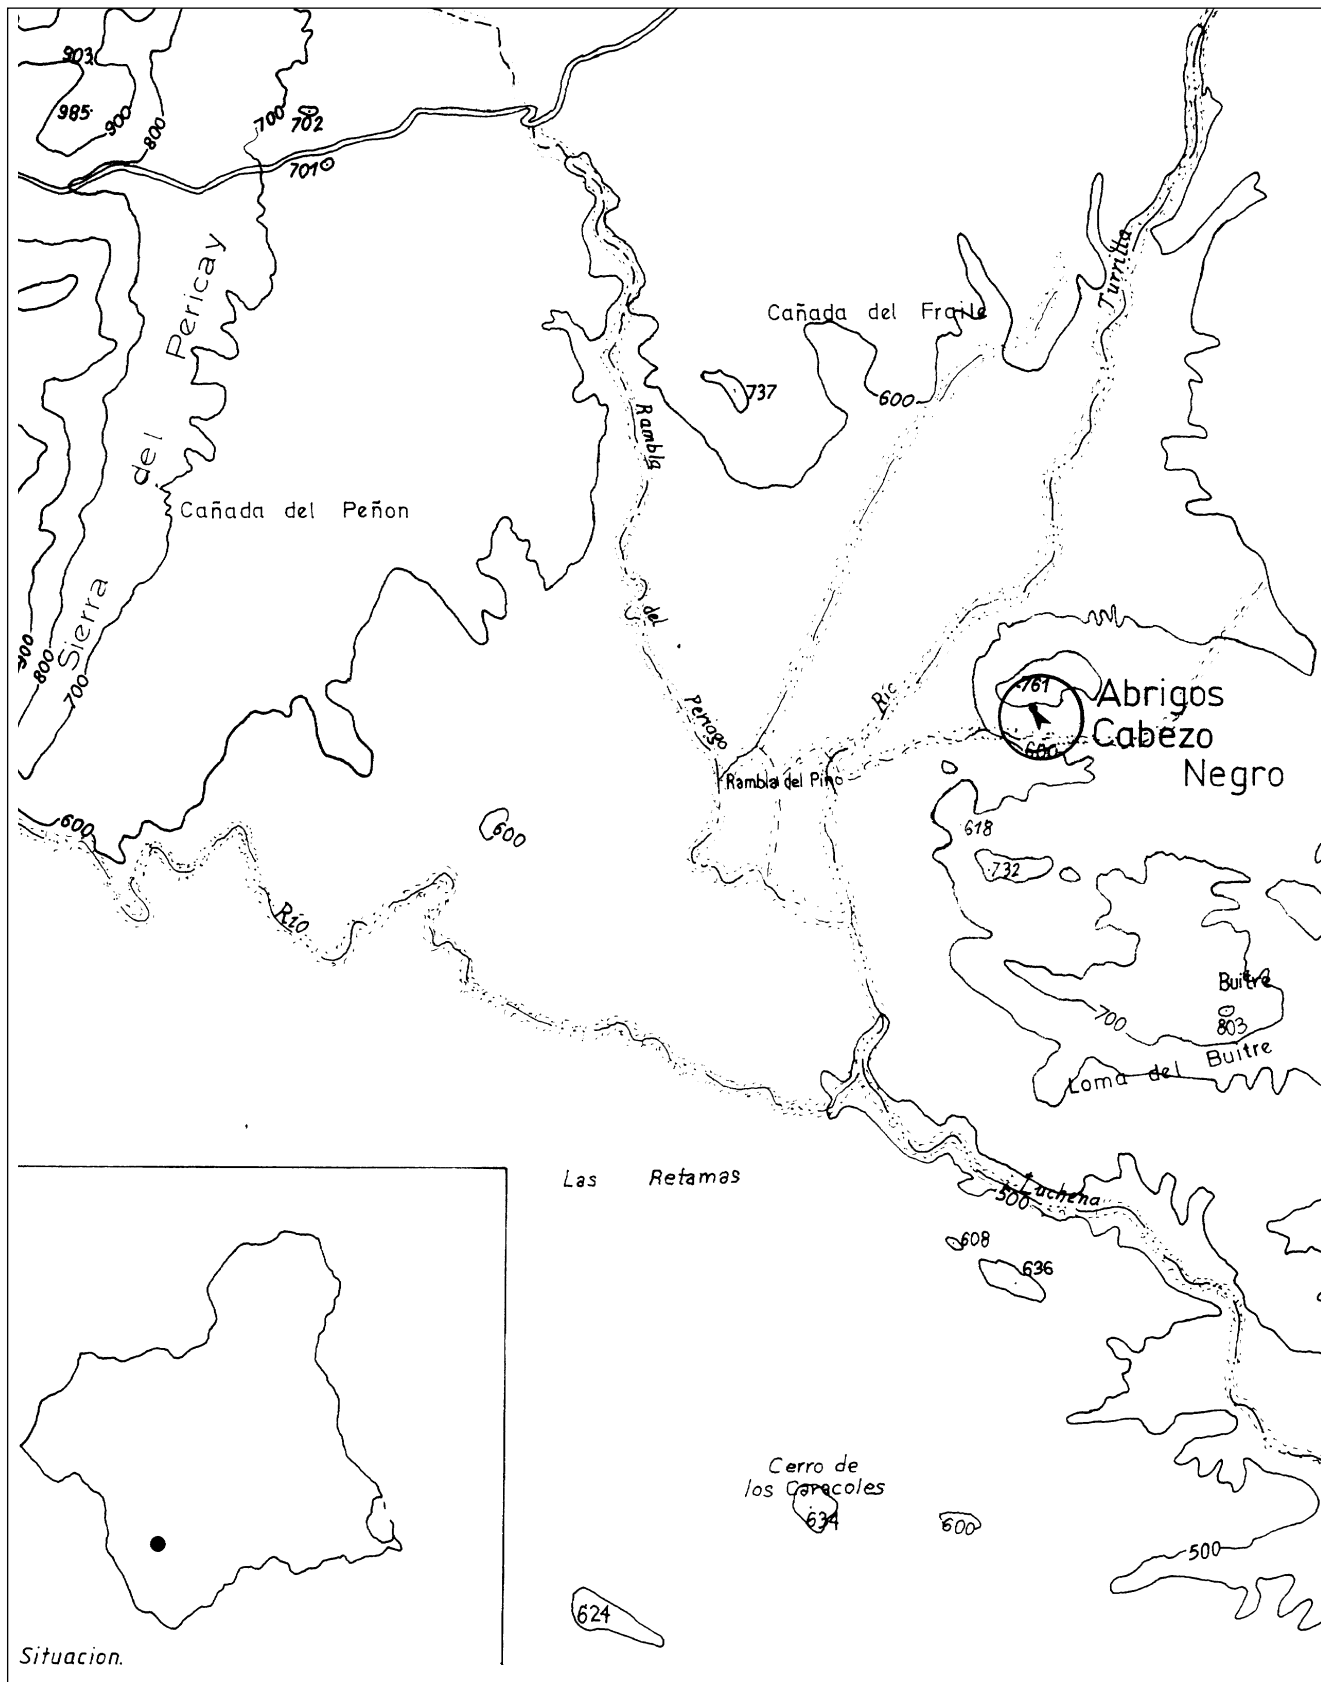 903
985
900
800
700
702
701
Sierra del Pericay
Cañada del Fraile
Turrilla
737
600
Rambla del Periago
Cañada del Peñon
900
800
700
Río
761
Abrigos
Cabezo
Negro
600
Rambla del Pino
600
600
618
732
Río
Buitre
803
700
Loma del Buitre
Las Retamas
Luchena
500
608
636
Cerro de
los Caracoles
634
600
500
624
Situacion.